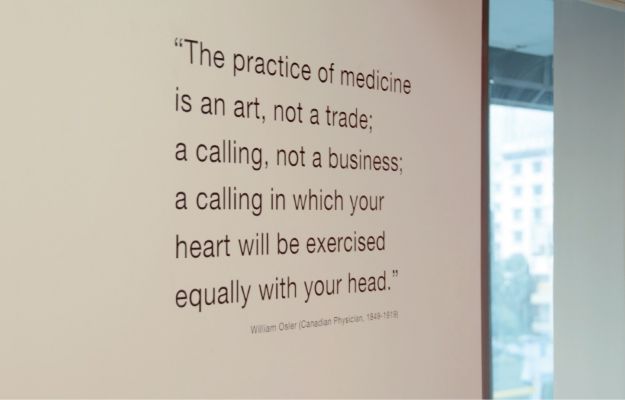 “The practice of medicine
is an art, not a trade;
a calling, not a business;
a calling in which your
heart will be exercised
equally with your head.”
William Osler (Canadian Physician, 1849-1919)